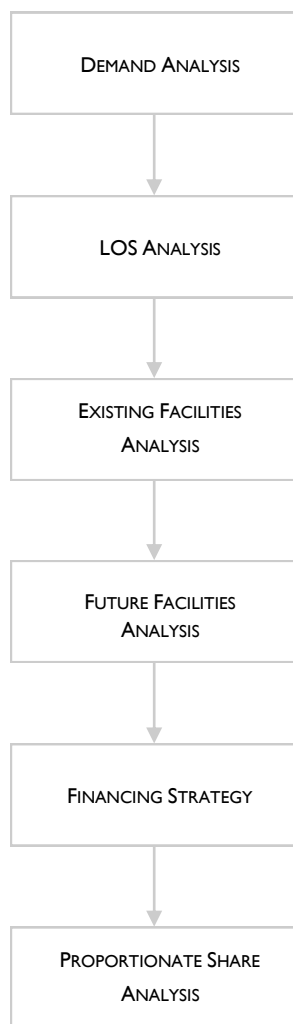 DEMAND ANALYSIS
LOS ANALYSIS
EXISTING FACILITIES
ANALYSIS
FUTURE FACILITIES
ANALYSIS
FINANCING STRATEGY
PROPORTIONATE SHARE
ANALYSIS